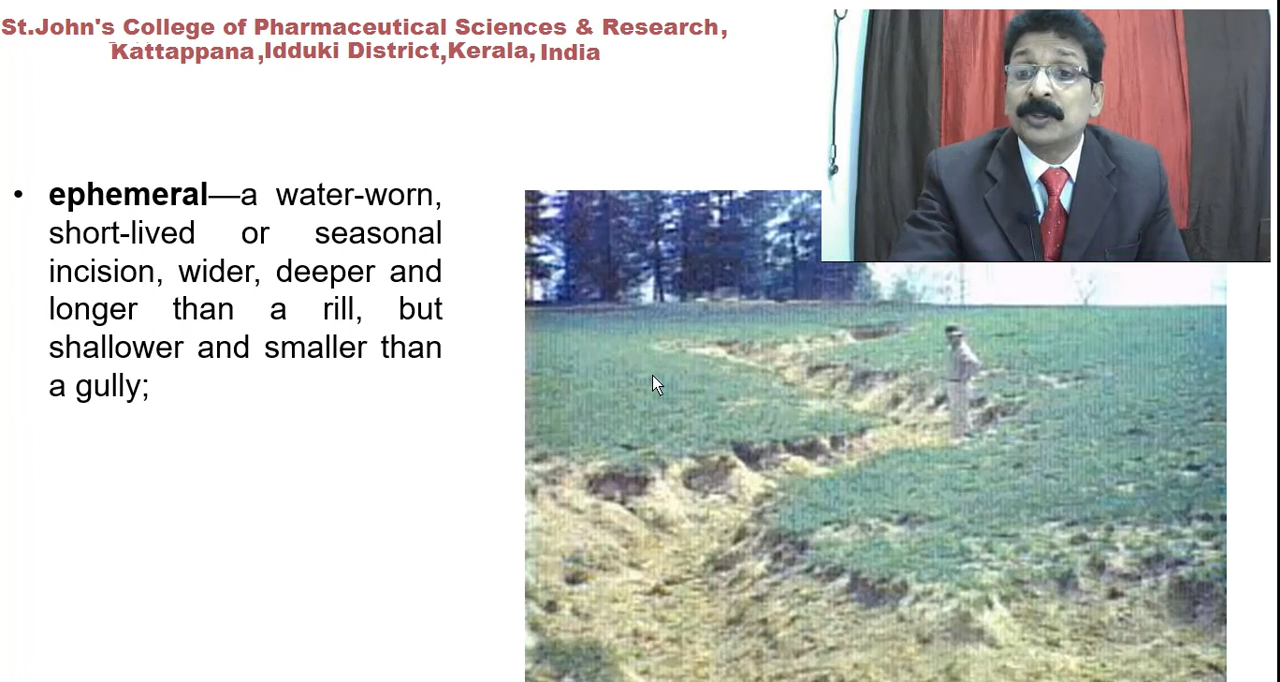 St.John's College of Pharmaceutical Sciences & Research,
Kattappana,Idduki District,Kerala, India
• ephemeral—a water-worn,
short-lived or seasonal
incision, wider, deeper and
longer than a rill, but
shallower and smaller than
a gully;